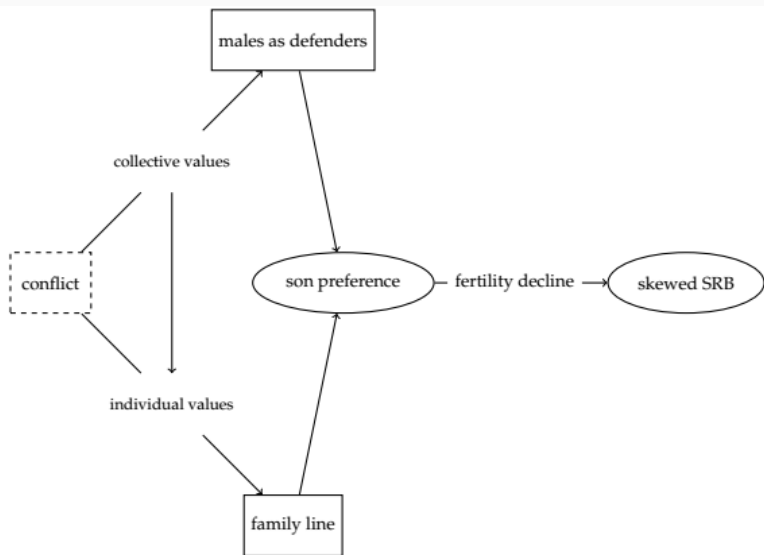 males as defenders
collective values
conflict
son preference
fertility decline
skewed SRB
individual values
family line